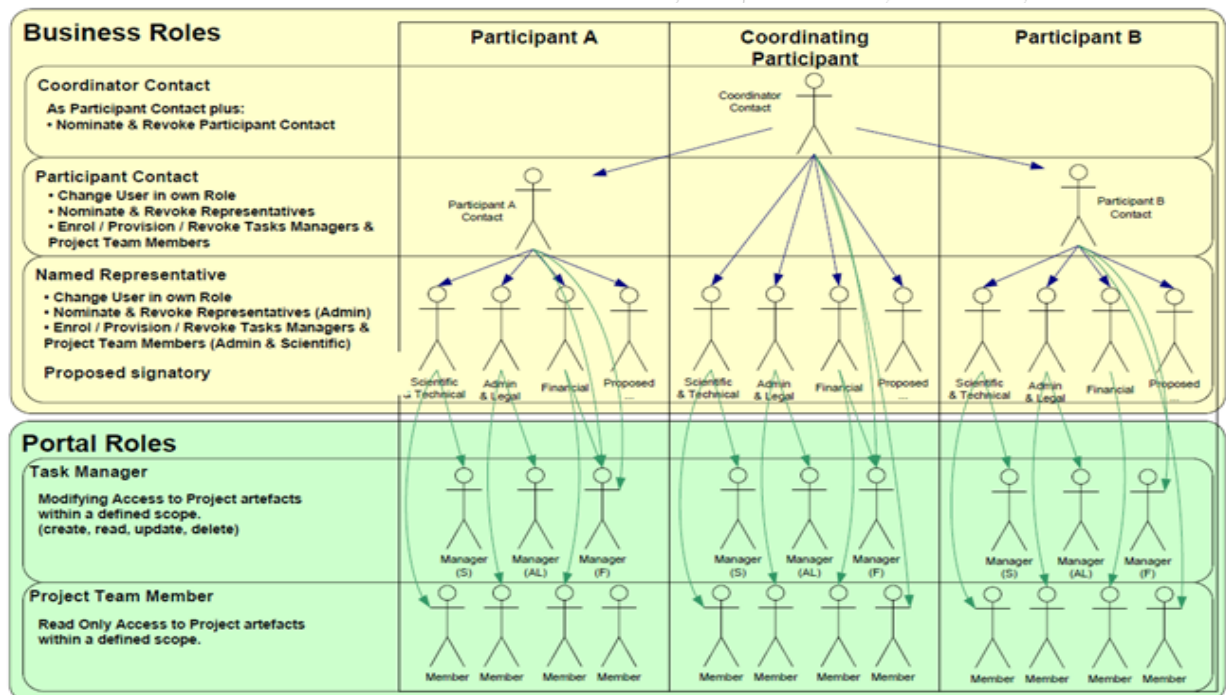 Business Roles
Participant A
Coordinating
Participant
Participant B
Coordinator Contact
As Participant Contact plus:
• Nominate & Revoke Participant Contact
Coordinator
Contact
Participant Contact
• Change User in own Role
• Nominate & Revoke Representatives
• Enrol / Provision / Revoke Tasks Managers &
Project Team Members
Participant A
Contact
Participant B
Contact
Named Representative
• Change User in own Role
• Nominate & Revoke Representatives (Admin)
• Enrol / Provision / Revoke Tasks Managers &
Project Team Members (Admin & Scientific)
Proposed signatory
Scientific
& Technical
Admin
& Legal
Financial
Proposed
...
Scientific
& Technical
Admin
& Legal
Financial
Proposed
...
Scientific
& Technical
Admin
& Legal
Financial
Proposed
...
Portal Roles
Task Manager
Modifying Access to Project artefacts
within a defined scope.
(create, read, update, delete)
Manager
(S)
Manager
(AL)
Manager
(F)
Manager
(S)
Manager
(AL)
Manager
(F)
Manager
(S)
Manager
(AL)
Manager
(F)
Project Team Member
Read Only Access to Project artefacts
within a defined scope.
Member Member Member Member
Member Member Member Member
Member Member Member Member